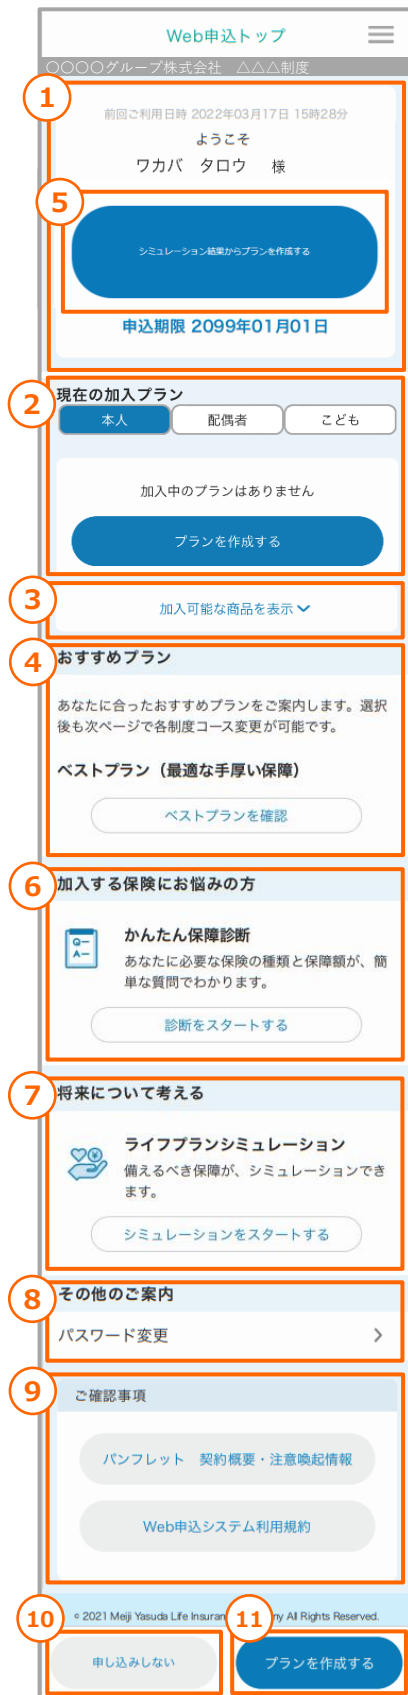 Web申込トップ
〇〇〇〇グループ株式会社　△△△制度
1
前回ご利用日時 2022年03月17日 15時28分
ようこそ
ワカバ　タロウ　様
5
シミュレーション結果からプランを作成する
申込期限 2099年01月01日
2
現在の加入プラン
本人
配偶者
こども
加入中のプランはありません
プランを作成する
3
加入可能な商品を表示
4
おすすめプラン
あなたに合ったおすすめプランをご案内します。選択
後も次ページで各制度コース変更が可能です。
ベストプラン（最適な手厚い保障）
ベストプランを確認
6
加入する保険にお悩みの方
Q−
A−
かんたん保障診断
あなたに必要な保険の種類と保障額が、簡
単な質問でわかります。
診断をスタートする
7
将来について考える
ライフプランシミュレーション
備えるべき保障が、シミュレーションでき
ます。
シミュレーションをスタートする
8
その他のご案内
パスワード変更
9
ご確認事項
パンフレット　契約概要・注意喚起情報
Web申込システム利用規約
© 2021 Meiji Yasuda Life Insuran ny All Rights Reserved.
10
申し込みしない
11
プランを作成する